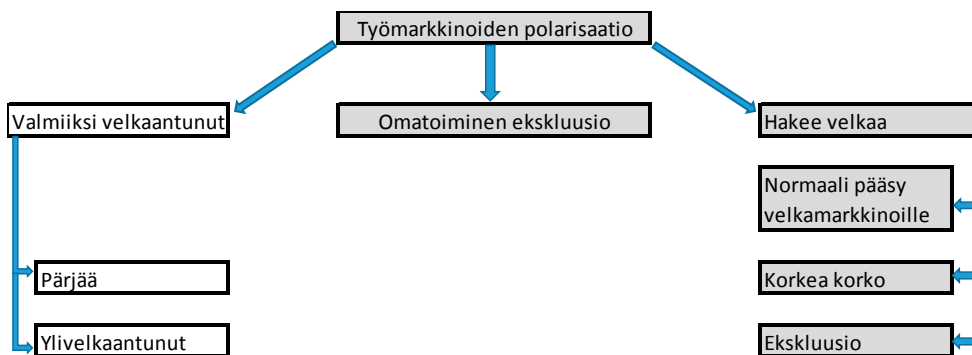 Työmarkkinoiden polarisaatio
Valmiiksi velkaantunut
Omatoiminen ekskluusio
Hakee velkaa
Normaali pääsy
velkamarkkinoille
Pärjää
Korkea korko
Ylivelkaantunut
Ekskluusio